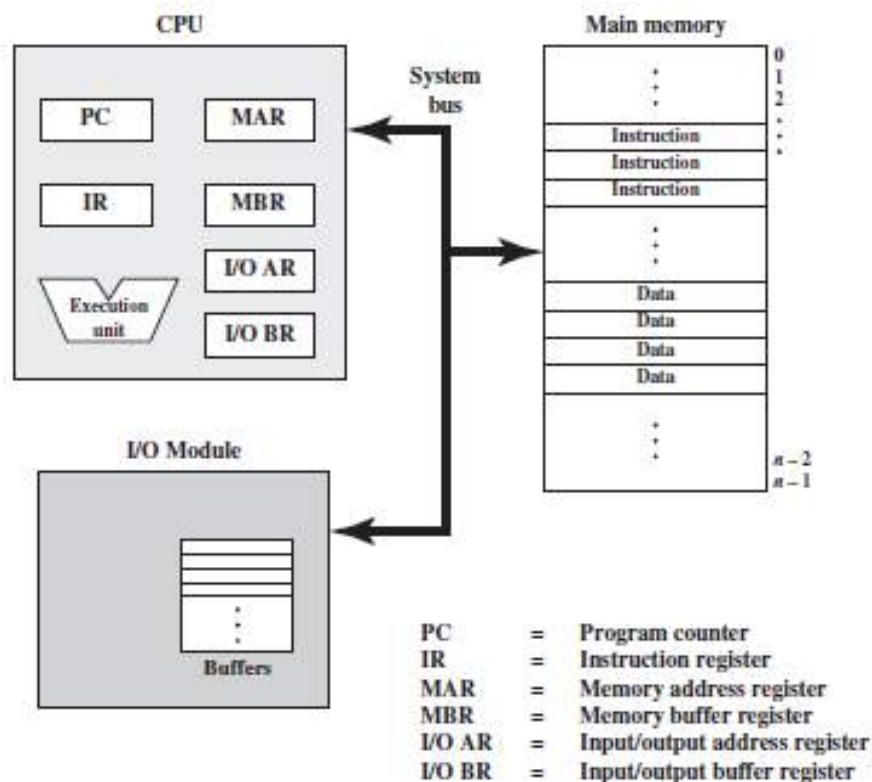 CPU
PC
MAR
IR
MBR
I/O AR
Execution
unit
I/O BR
System
bus
Main memory
0
1
2
Instruction
Instruction
Instruction
Data
Data
Data
Data
n – 2
n – 1
I/O Module
Buffers
PC = Program counter
IR = Instruction register
MAR = Memory address register
MBR = Memory buffer register
I/O AR = Input/output address register
I/O BR = Input/output buffer register